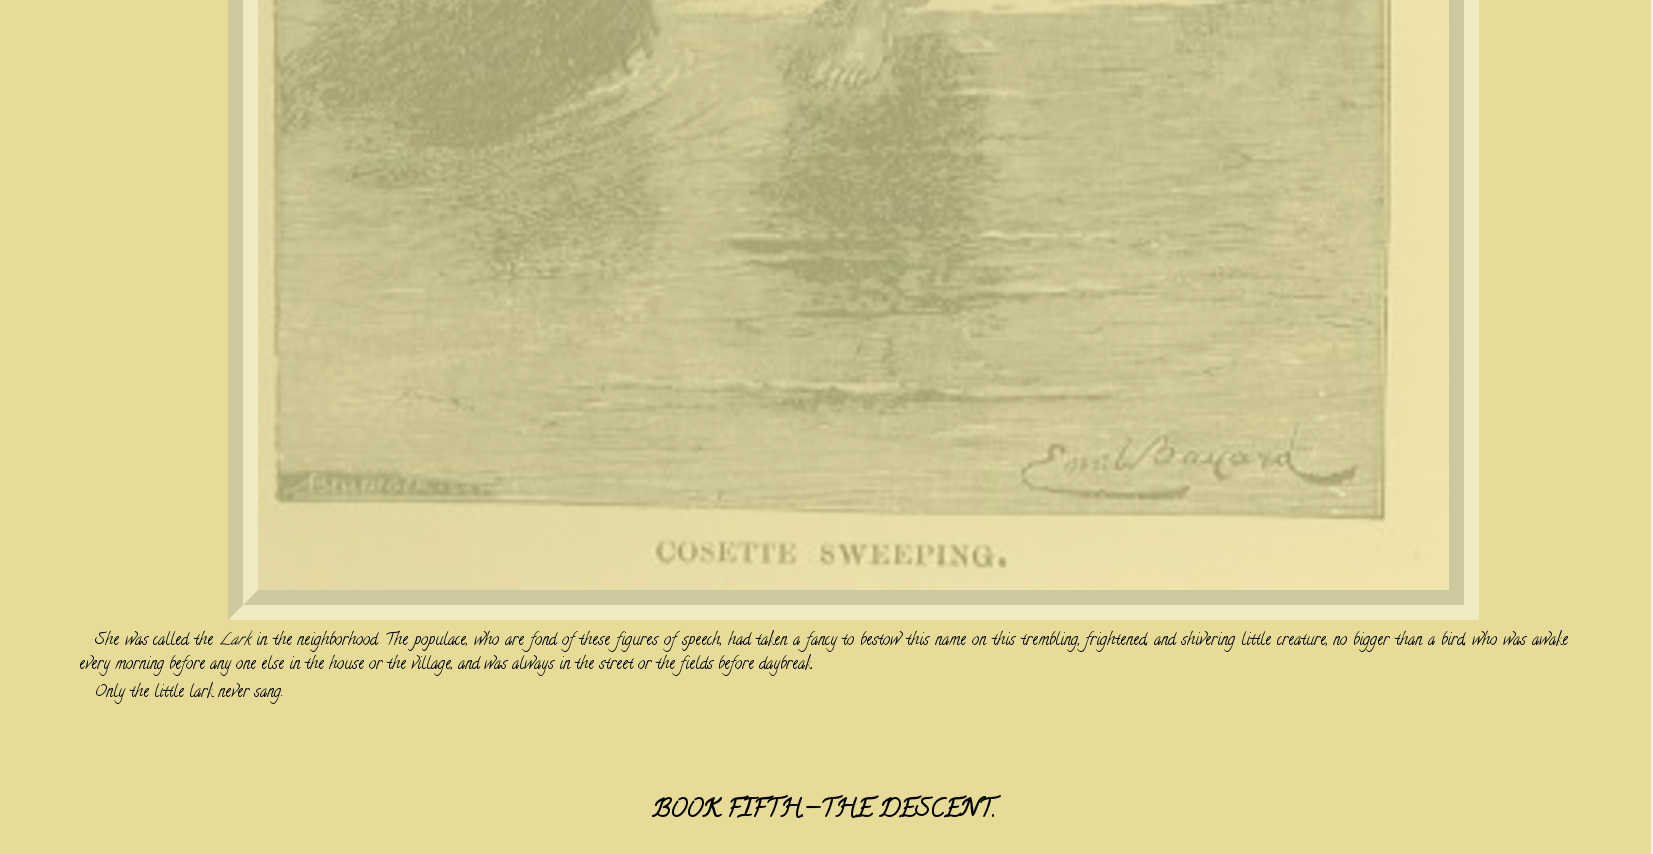 Emile Bayard
COSETTE SWEEPING.
She was called the Lark in the neighborhood. The populace, who are fond of these figures of speech, had taken a fancy to bestow this name on this trembling, frightened, and shivering little creature, no bigger than a bird, who was awake
every morning before any one else in the house or the village, and was always in the street or the fields before daybreak.
Only the little lark never sang.
BOOK FIFTH.—THE DESCENT.